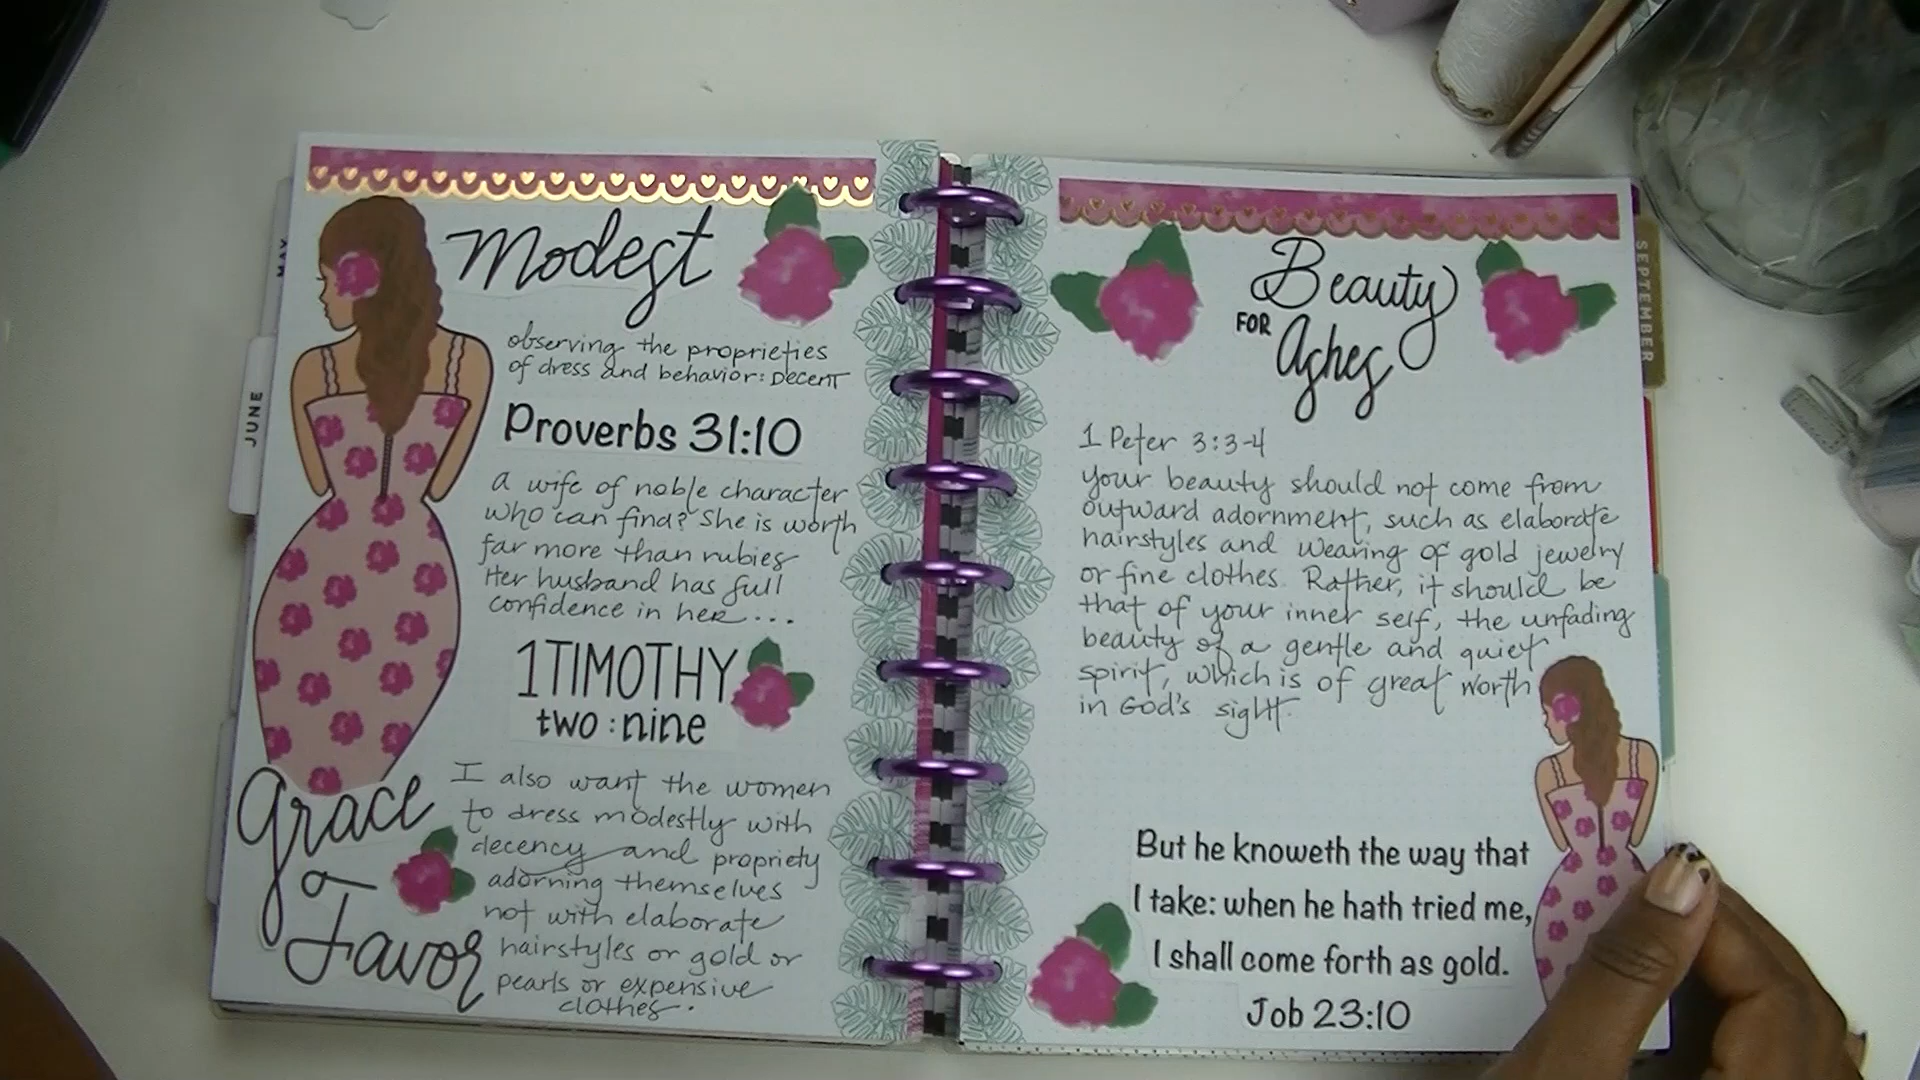 MAY
JUNE
Modest
observing the proprieties
of dress and behavior: Decent
Proverbs 31:10
a wife of noble character
who can find? She is worth
far more than rubies
Her husband has full
confidence in her...
1 TIMOTHY
two : nine
I also want the women
to dress modestly with
decency and propriety
adorning themselves
not with elaborate
hairstyles or gold or
pearls or expensive
clothes.
Grace
&
Favor
Beauty
FOR
Ashes
1 Peter 3:3-4
your beauty should not come from
outward adornment, such as elaborate
hairstyles and wearing of gold jewelry
or fine clothes. Rather, it should be
that of your inner self, the unfading
beauty of a gentle and quiet
spirit, which is of great worth
in God's sight.
But he knoweth the way that
I take: when he hath tried me,
I shall come forth as gold.
Job 23:10
SEPTEMBER